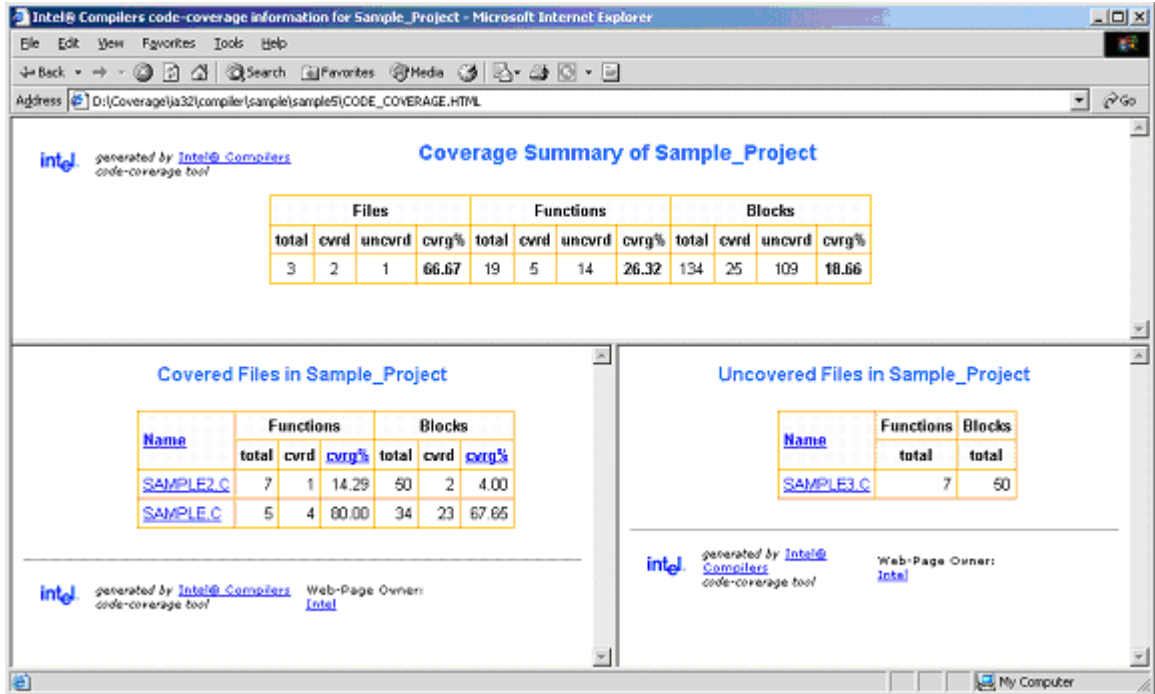 Intel® Compilers code-coverage information for Sample_Project - Microsoft Internet Explorer
File Edit View Favorites Tools Help
Back Search Favorites Media
Address D:\Coverage\ia32\compiler\sample\sample5\CODE_COVERAGE.HTML Go
intel. generated by Intel® Compilers
code-coverage tool
Coverage Summary of Sample_Project
Files Functions Blocks
total cvrd uncvrd cvrg% total cvrd uncvrd cvrg% total cvrd uncvrd cvrg%
3 2 1 66.67 19 5 14 26.32 134 25 109 18.66
Covered Files in Sample_Project
Name Functions Blocks
total cvrd cvrg% total cvrd cvrg%
SAMPLE2.C 7 1 14.29 50 2 4.00
SAMPLE.C 5 4 80.00 34 23 67.65
intel. generated by Intel® Compilers
code-coverage tool
Web-Page Owner:
Intel
Uncovered Files in Sample_Project
Name Functions Blocks
total total
SAMPLE3.C 7 50
intel. generated by Intel®
Compilers
code-coverage tool
Web-Page Owner:
Intel
My Computer